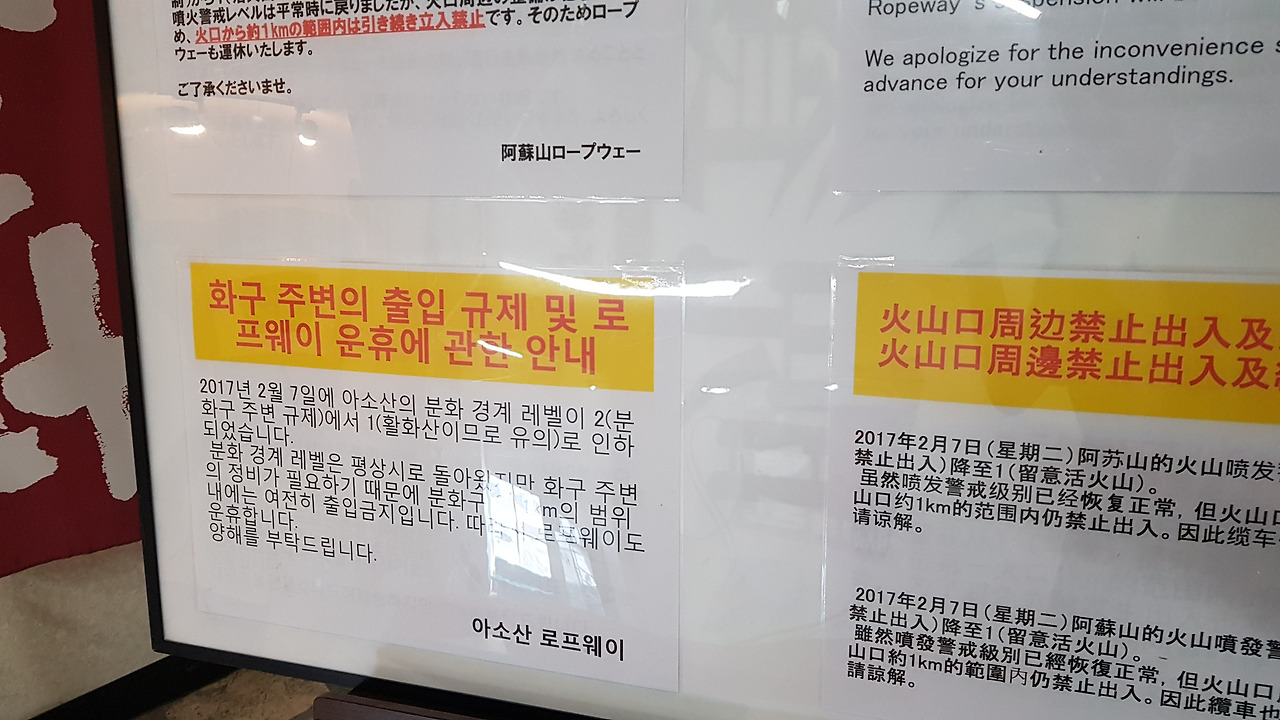 噴火警戒レベルは平常時に戻りましたが、火口周辺の整備が
め、火口から約1kmの範囲内は引き続き立入禁止です。そのためロープ
ウェーも運休いたします。
ご了承くださいませ。
阿蘇山ロープウェー
Ropeway's suspension will
We apologize for the inconvenience
advance for your understandings.
화구 주변의 출입 규제 및 로
프웨이 운휴에 관한 안내
2017년 2월 7일에 아소산의 분화 경계 레벨이 2(분
화구 주변 규제)에서 1(활화산이므로 유의)로 인하
되었습니다.
분화 경계 레벨은 평상시로 돌아왔지만 화구 주변
의 정비가 필요하기 때문에 분화구 1km의 범위
내에는 여전히 출입금지입니다. 로프웨이도
운휴합니다.
양해를 부탁드립니다.
아소산 로프웨이
火山口周边禁止出入及
火山口周邊禁止出入及
2017年2月7日(星期二)阿苏山的火山喷发
禁止出入)降至1(留意活火山)。
虽然喷发警戒级别已经恢复正常, 但火山口
山口约1km的范围内仍禁止出入。因此缆车
请谅解。
2017年2月7日(星期二)阿蘇山的火山噴發警
禁止出入)降至1(留意活火山)。
雖然噴發警戒級別已經恢復正常, 但火山口
山口約1km的範圍内仍禁止出入。因此纜車也
請諒解。